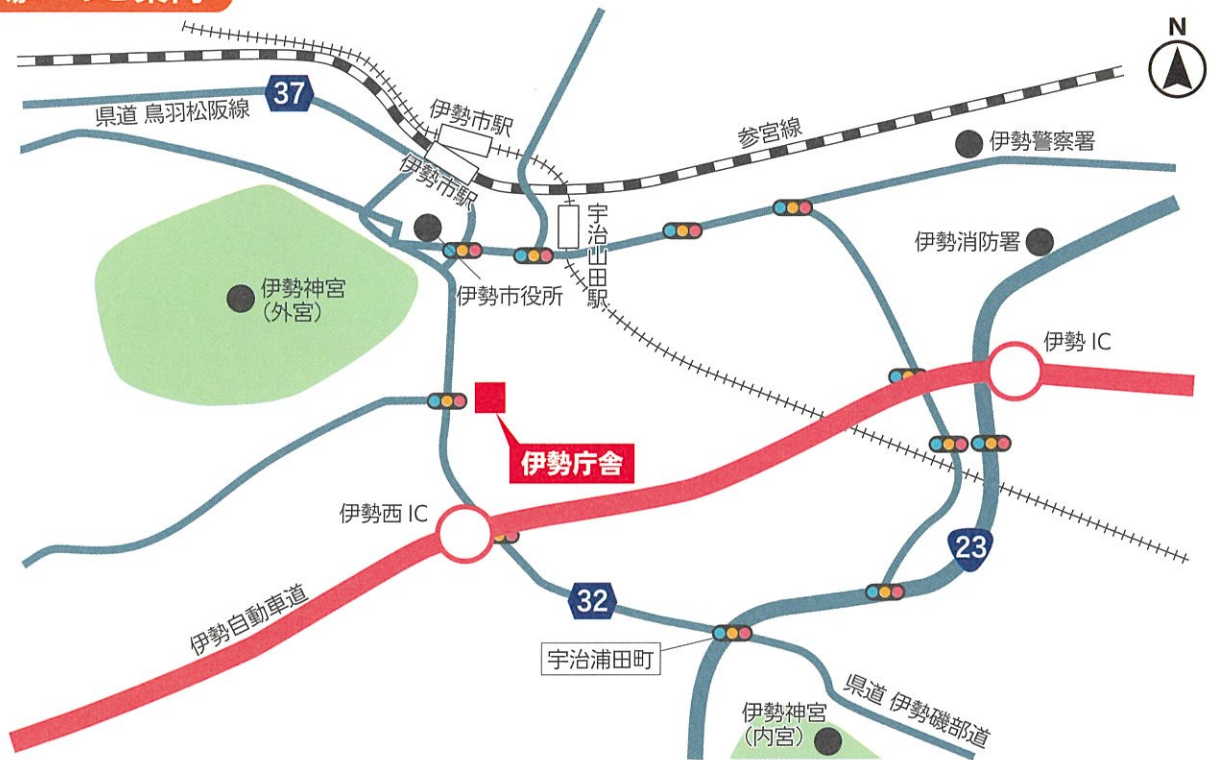 N
37
県道 鳥羽松阪線
伊勢市駅
伊勢市駅
参宮線
伊勢警察署
宇治山田駅
伊勢消防署
伊勢神宮
（外宮）
伊勢市役所
伊勢 IC
伊勢庁舎
伊勢西 IC
23
32
伊勢自動車道
宇治浦田町
県道 伊勢磯部道
伊勢神宮
（内宮）